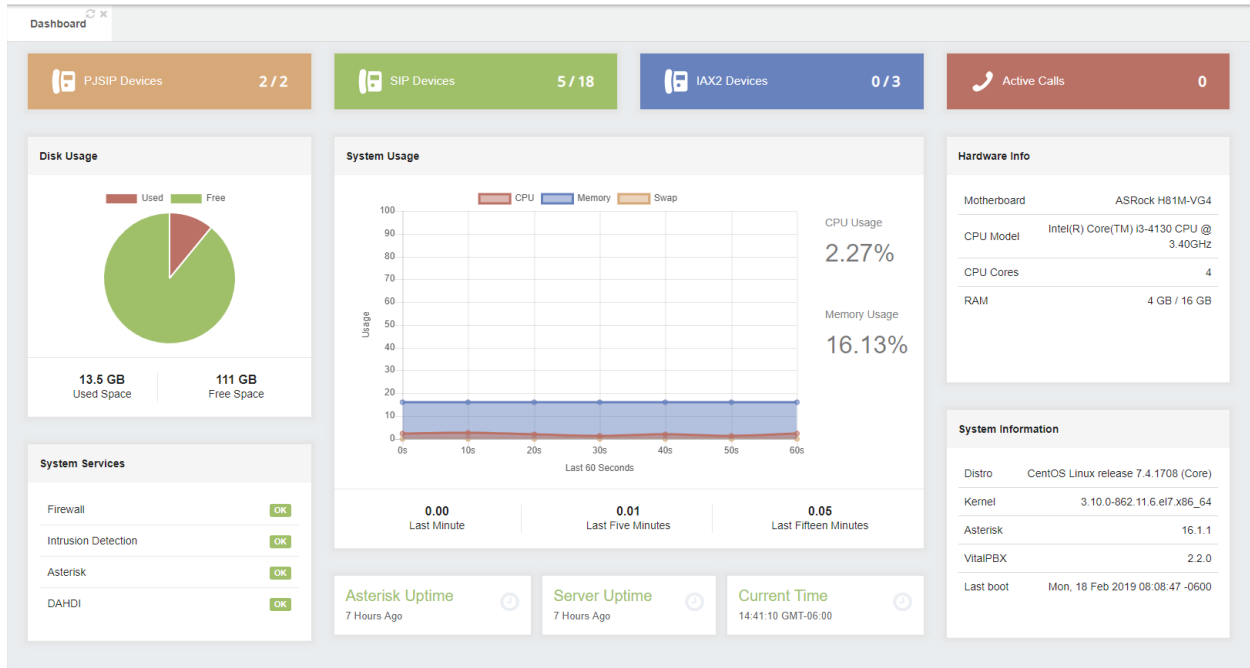 Dashboard
PJSIP Devices 2 / 2
SIP Devices 5 / 18
IAX2 Devices 0 / 3
Active Calls 0
Disk Usage
Used Free
13.5 GB 111 GB
Used Space Free Space
System Services
Firewall OK
Intrusion Detection OK
Asterisk OK
DAHDI OK
System Usage
CPU Memory Swap
100
90
80
70
60
50
40
30
20
10
0
Usage
0s 10s 20s 30s 40s 50s 60s
Last 60 Seconds
CPU Usage
2.27%
Memory Usage
16.13%
0.00 0.01 0.05
Last Minute Last Five Minutes Last Fifteen Minutes
Asterisk Uptime
7 Hours Ago
Server Uptime
7 Hours Ago
Current Time
14:41:10 GMT-06:00
Hardware Info
Motherboard ASRock H81M-VG4
CPU Model Intel(R) Core(TM) i3-4130 CPU @
3.40GHz
CPU Cores 4
RAM 4 GB / 16 GB
System Information
Distro CentOS Linux release 7.4.1708 (Core)
Kernel 3.10.0-862.11.6.el7.x86_64
Asterisk 16.1.1
VitalPBX 2.2.0
Last boot Mon, 18 Feb 2019 08:08:47 -0600